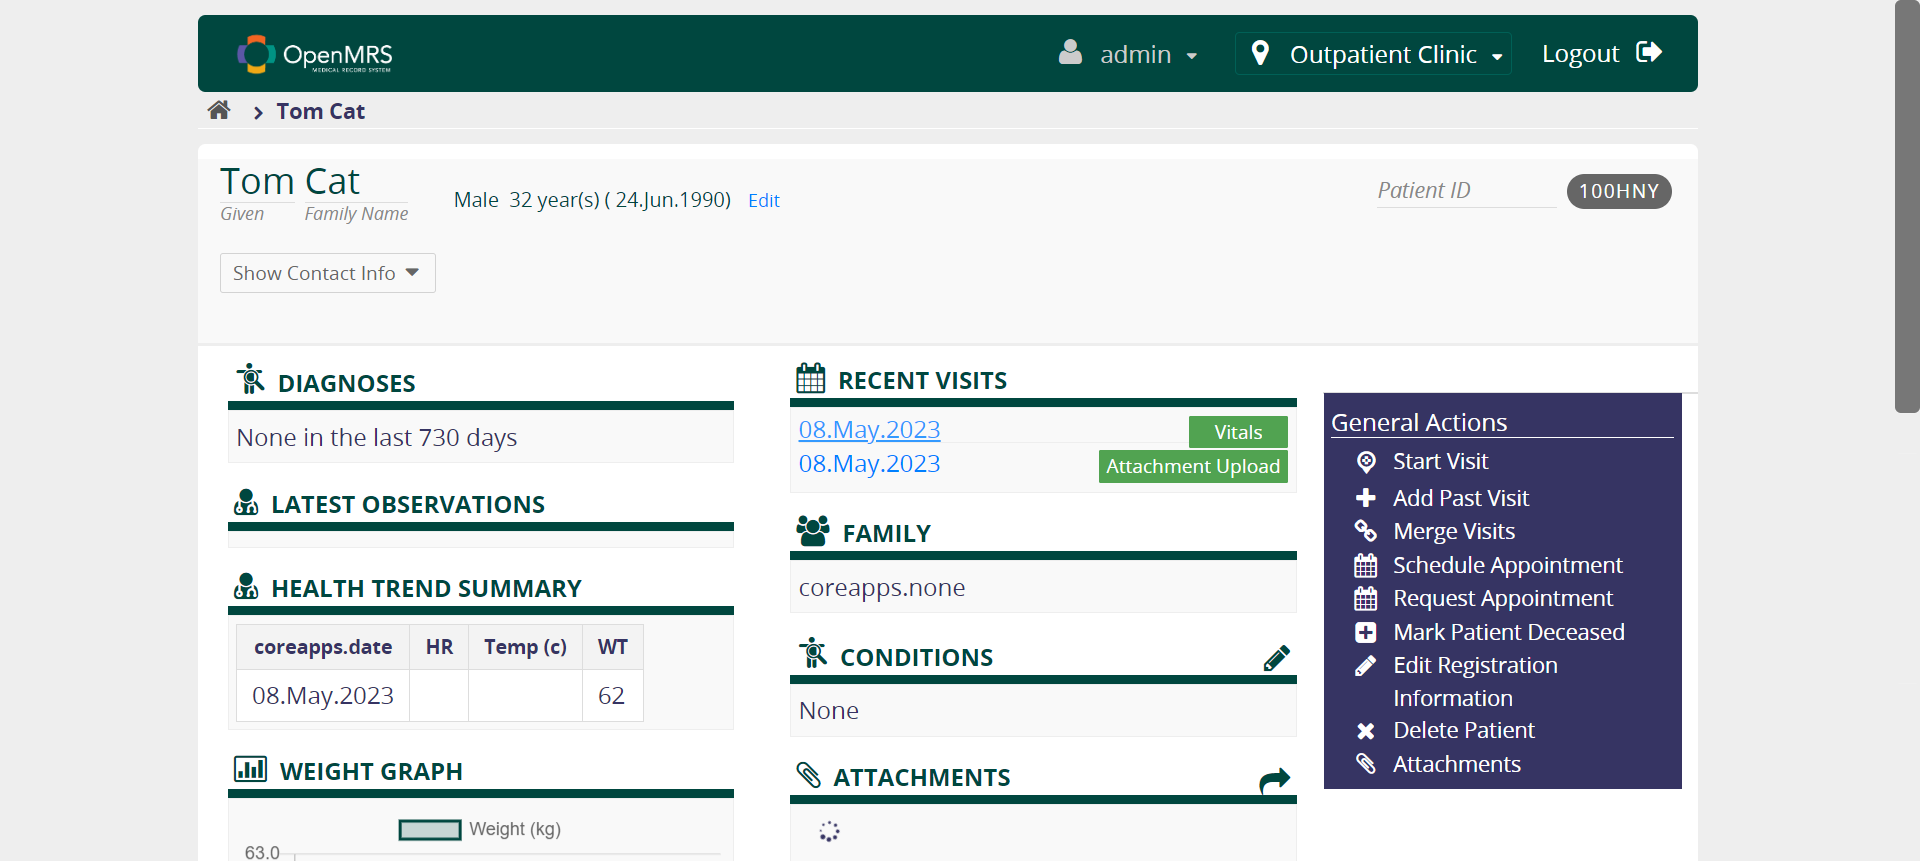 OpenMRS
MEDICAL RECORD SYSTEM
admin
Outpatient Clinic
Logout
Tom Cat
Tom Cat
Given
Family Name
Male 32 year(s) ( 24.Jun.1990)
Edit
Patient ID
100HNY
Show Contact Info
DIAGNOSES
None in the last 730 days
LATEST OBSERVATIONS
HEALTH TREND SUMMARY
coreapps.date HR Temp (c) WT
08.May.2023 62
WEIGHT GRAPH
Weight (kg)
63.0
RECENT VISITS
08.May.2023 Vitals
08.May.2023 Attachment Upload
FAMILY
coreapps.none
CONDITIONS
None
ATTACHMENTS
General Actions
Start Visit
Add Past Visit
Merge Visits
Schedule Appointment
Request Appointment
Mark Patient Deceased
Edit Registration
Information
Delete Patient
Attachments